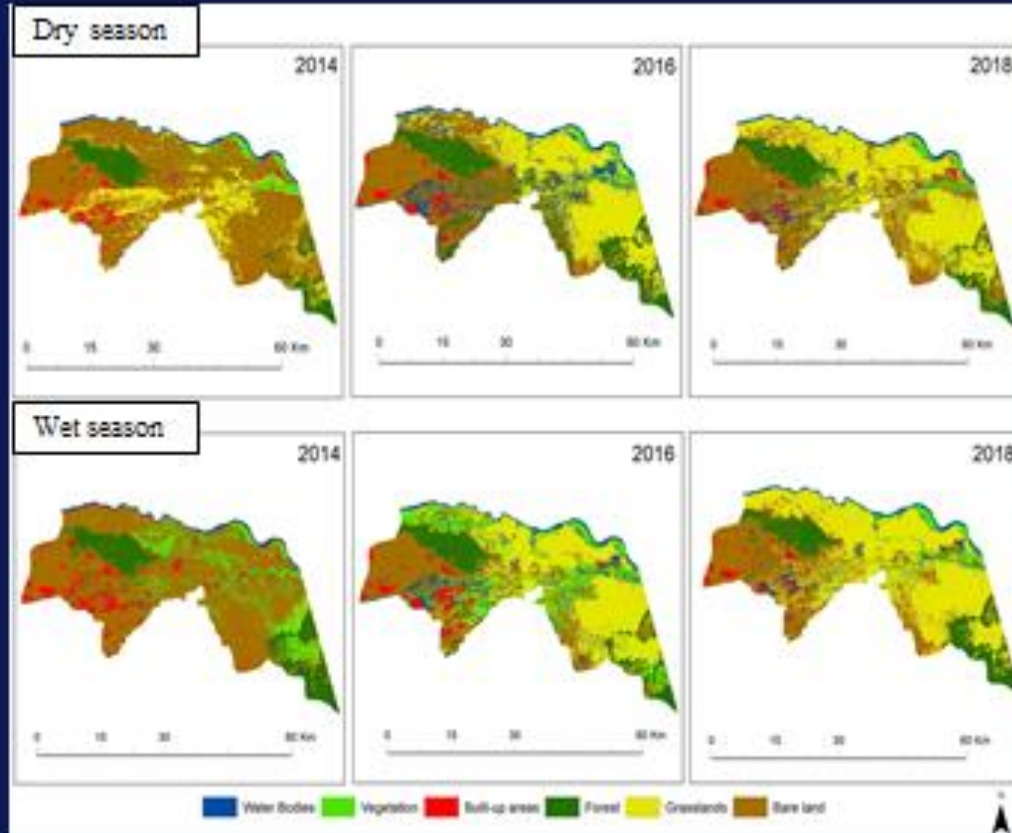 Dry season
2014
2016
2018
0 15 30 60 Km
0 15 30 60 Km
0 15 30 60 Km
Wet season
2014
2016
2018
0 15 30 60 Km
0 15 30 60 Km
0 15 30 60 Km
Water Bodies Vegetation Built-up areas Forest Grasslands Bare land